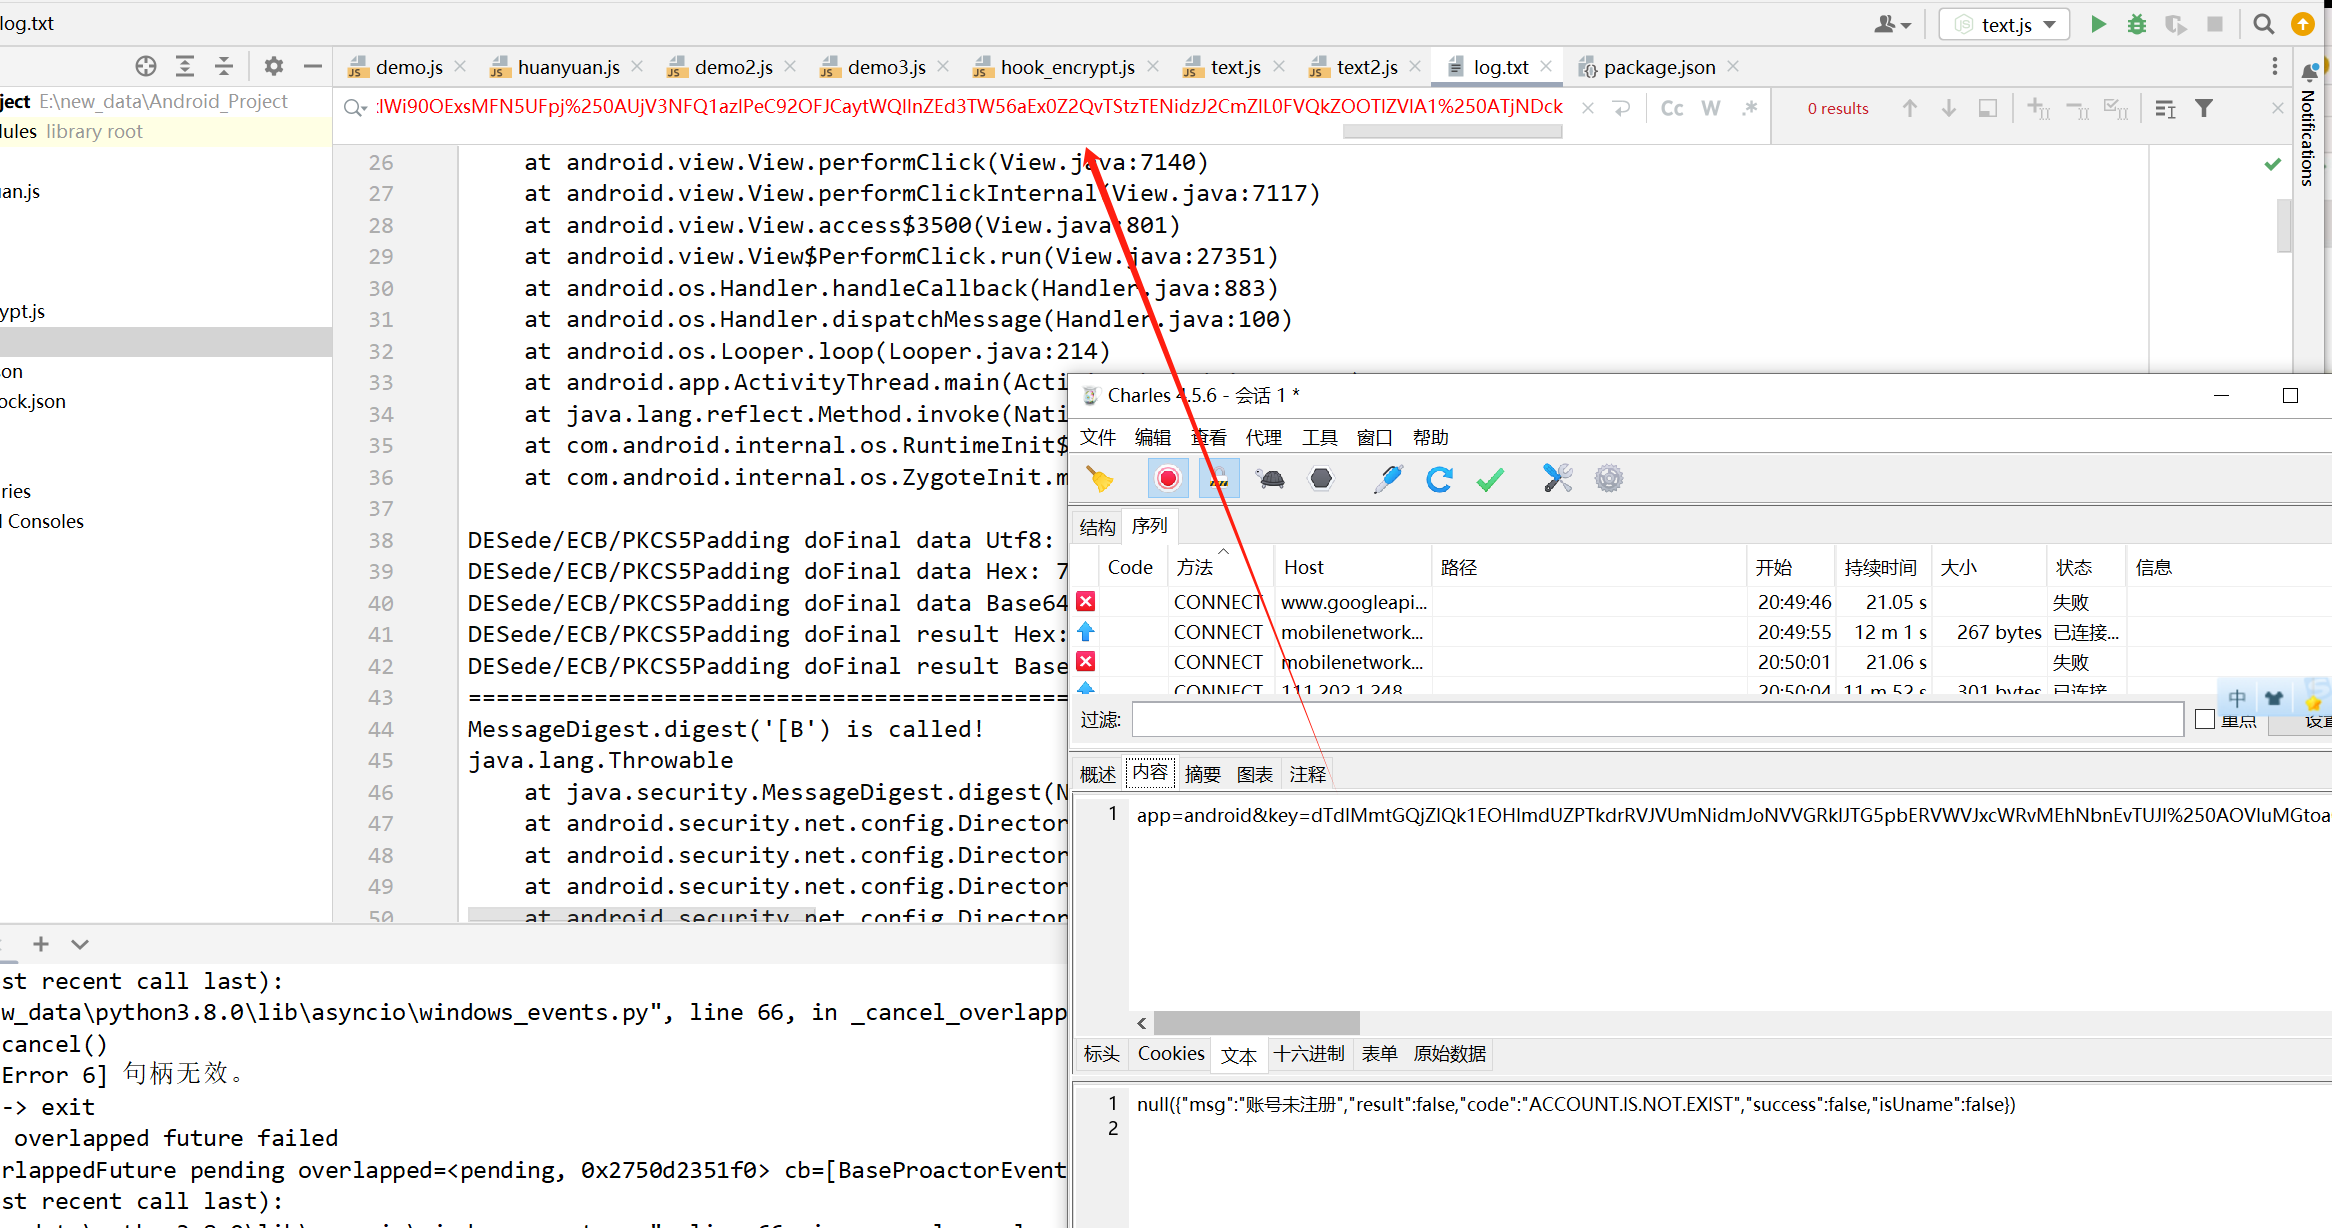 log.txt
text.js
ject E:\new_data\Android_Project
dules library root
uan.js
ypt.js
on
ock.json
ries
d Consoles
demo.js
huanyuan.js
demo2.js
demo3.js
hook_encrypt.js
text.js
text2.js
log.txt
package.json
Cc W .*
0 results
Notifications
26 at android.view.View.performClick(View.java:7140)
27 at android.view.View.performClickInternal(View.java:7117)
28 at android.view.View.access$3500(View.java:801)
29 at android.view.View$PerformClick.run(View.java:27351)
30 at android.os.Handler.handleCallback(Handler.java:883)
31 at android.os.Handler.dispatchMessage(Handler.java:100)
32 at android.os.Looper.loop(Looper.java:214)
33 at android.app.ActivityThread.main(Acti
34 at java.lang.reflect.Method.invoke(Nati
35 at com.android.internal.os.RuntimeInit$
36 at com.android.internal.os.ZygoteInit.m
37
38 DESede/ECB/PKCS5Padding doFinal data Utf8:
39 DESede/ECB/PKCS5Padding doFinal data Hex: 7
40 DESede/ECB/PKCS5Padding doFinal data Base64
41 DESede/ECB/PKCS5Padding doFinal result Hex:
42 DESede/ECB/PKCS5Padding doFinal result Base
43 ===========================================
44 MessageDigest.digest('[B') is called!
45 java.lang.Throwable
46 at java.security.MessageDigest.digest(N
47 at android.security.net.config.Director
48 at android.security.net.config.Director
49 at android.security.net.config.Director
50 at android.security.net.config.Director
st recent call last):
w_data\python3.8.0\lib\asyncio\windows_events.py", line 66, in _cancel_overlapp
cancel()
Error 6] 句柄无效。
-> exit
overlapped future failed
rlappedFuture pending overlapped=<pending, 0x2750d2351f0> cb=[BaseProactorEvent
st recent call last):
Charles 4.5.6 - 会话 1 *
文件 编辑 查看 代理 工具 窗口 帮助
结构 序列
Code 方法 Host 路径 开始 持续时间 大小 状态 信息
CONNECT www.googleapi... 20:49:46 21.05 s 失败
CONNECT mobilenetwork... 20:49:55 12 m 1 s 267 bytes 已连接...
CONNECT mobilenetwork... 20:50:01 21.06 s 失败
CONNECT 111.202.1.248 20:50:04 11 m 52 s 301 bytes 已连接
中
过滤: 重点 设置
概述 内容 摘要 图表 注释
1 app=android&key=
标头 Cookies 文本 十六进制 表单 原始数据
1 null({"msg":"账号未注册","result":false,"code":"ACCOUNT.IS.NOT.EXIST","success":false,"isUname":false})
2